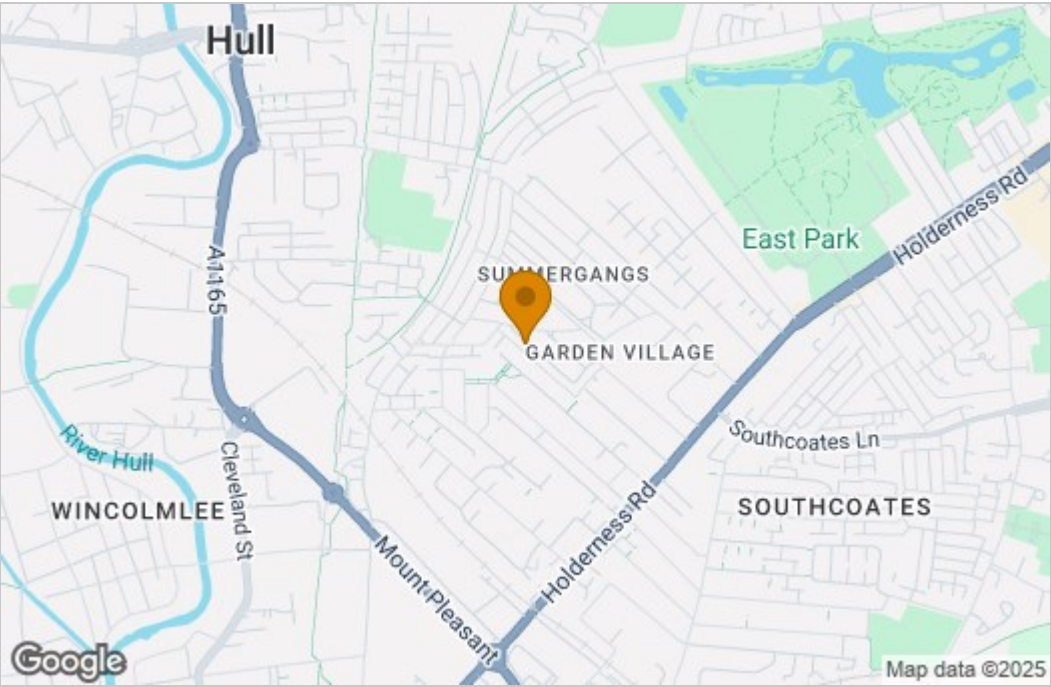 Hull
East Park
Holderness Rd
A1165
SUMMERGANGS
GARDEN VILLAGE
Southcoates Ln
River Hull
Cleveland St
WINCOLMLEE
SOUTHCOATES
Holderness Rd
Mount Pleasant
Google
Map data ©2025